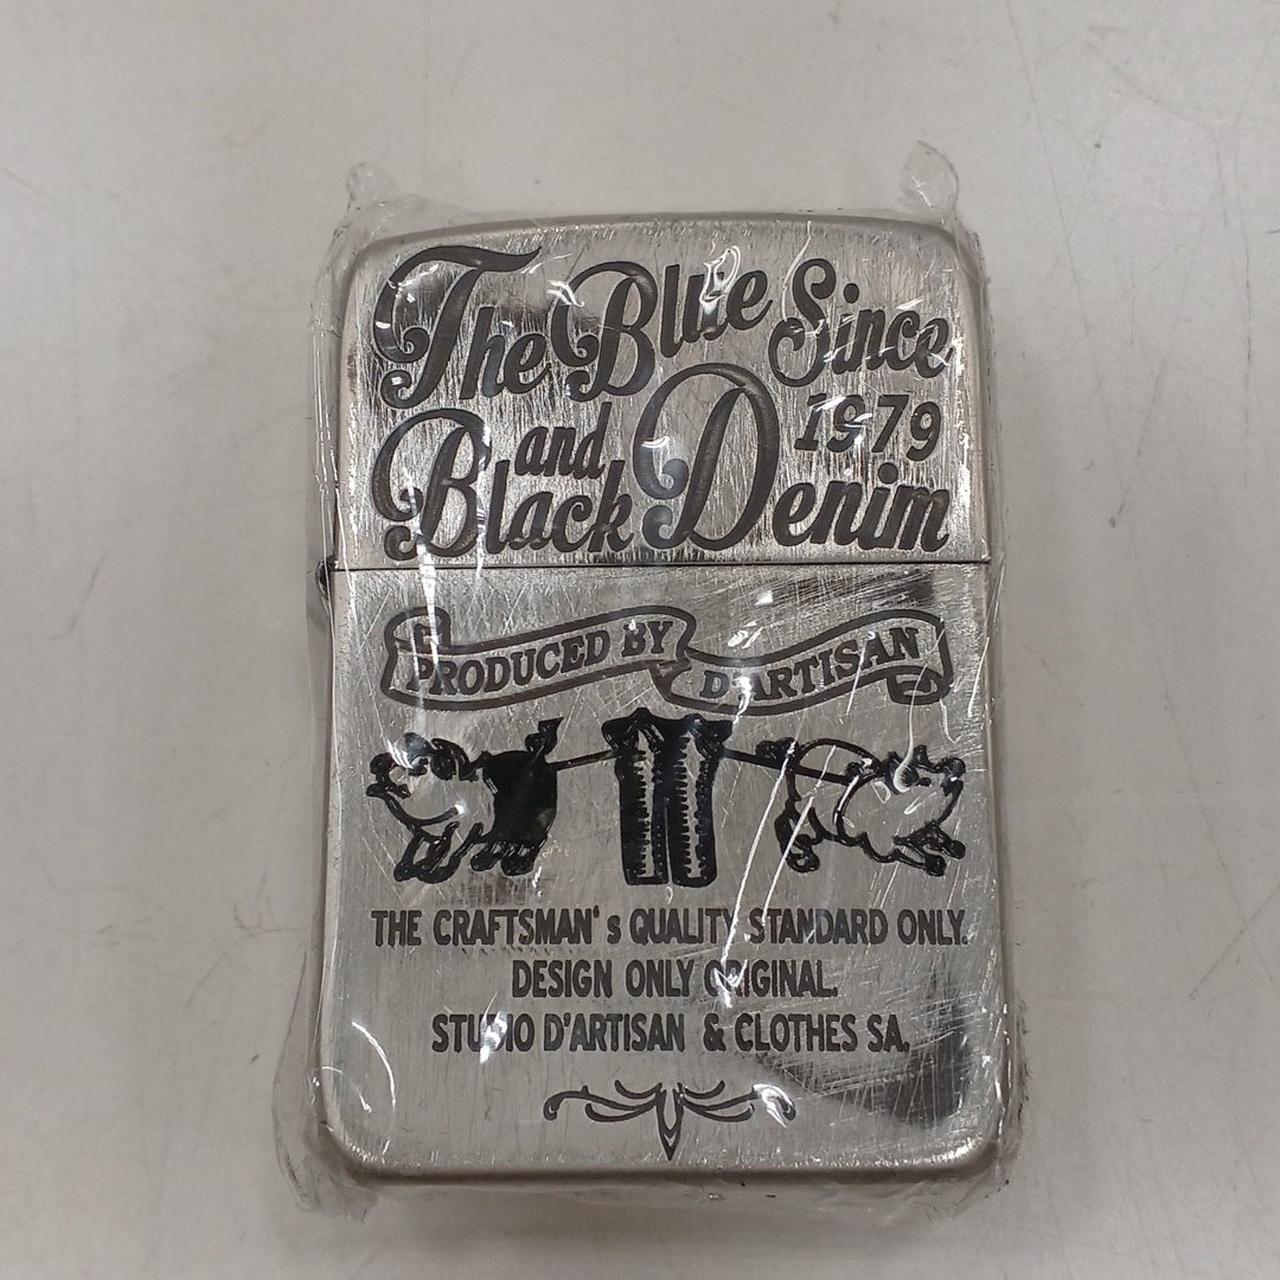 The Blue Since
1979
and
Black Denim
PRODUCED BY D'ARTISAN
THE CRAFTSMAN‘ s QUALITY STANDARD ONLY.
DESIGN ONLY ORIGINAL.
STUDIO D'ARTISAN & CLOTHES SA.